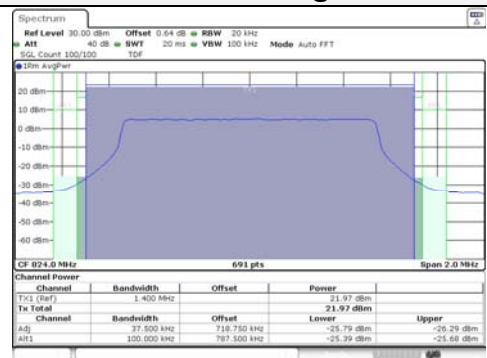 Spectrum
Ref Level 30.00 dBm Offset 0.64 dB RBW 20 kHz
Att 40 dB SWT 20 ms VBW 100 kHz Mode Auto FFT
SGL Count 100/100 TDF
1Rm AvgPwr
20 dBm
0 dBm
-10 dBm
-20 dBm
-30 dBm
-40 dBm
-50 dBm
-60 dBm
CF 824.0 MHz 691 pts Span 2.0 MHz
Channel Power
Channel Bandwidth Offset Power
TX1 (Ref) 1.400 MHz 21.97 dBm
Tx Total 21.97 dBm
Channel Bandwidth Offset Lower Upper
Adj 37.500 kHz 718.750 kHz -25.79 dBm -26.29 dBm
Alt1 100.000 kHz 787.500 kHz -25.39 dBm -25.68 dBm